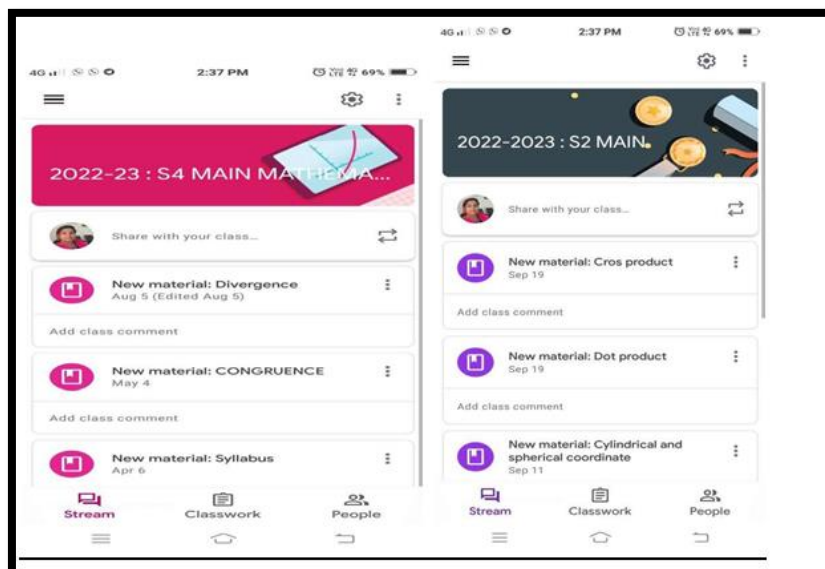 4G 2:37 PM 69%
2022-23 : S4 MAIN MATHEMA...
Share with your class...
New material: Divergence
Aug 5 (Edited Aug 5)
Add class comment
New material: CONGRUENCE
May 4
Add class comment
New material: Syllabus
Apr 6
Stream Classwork People
4G 2:37 PM 69%
2022-2023 : S2 MAIN.
Share with your class...
New material: Cros product
Sep 19
Add class comment
New material: Dot product
Sep 19
Add class comment
New material: Cylindrical and
spherical coordinate
Sep 11
Stream Classwork People